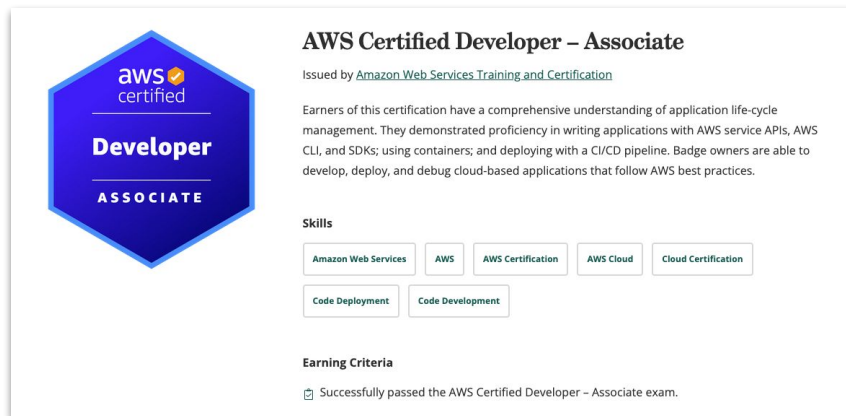 aws
certified
Developer
ASSOCIATE
AWS Certified Developer – Associate
Issued by Amazon Web Services Training and Certification
Earners of this certification have a comprehensive understanding of application life-cycle
management. They demonstrated proficiency in writing applications with AWS service APIs, AWS
CLI, and SDKs; using containers; and deploying with a CI/CD pipeline. Badge owners are able to
develop, deploy, and debug cloud-based applications that follow AWS best practices.
Skills
Amazon Web Services AWS AWS Certification AWS Cloud Cloud Certification
Code Deployment Code Development
Earning Criteria
Successfully passed the AWS Certified Developer – Associate exam.